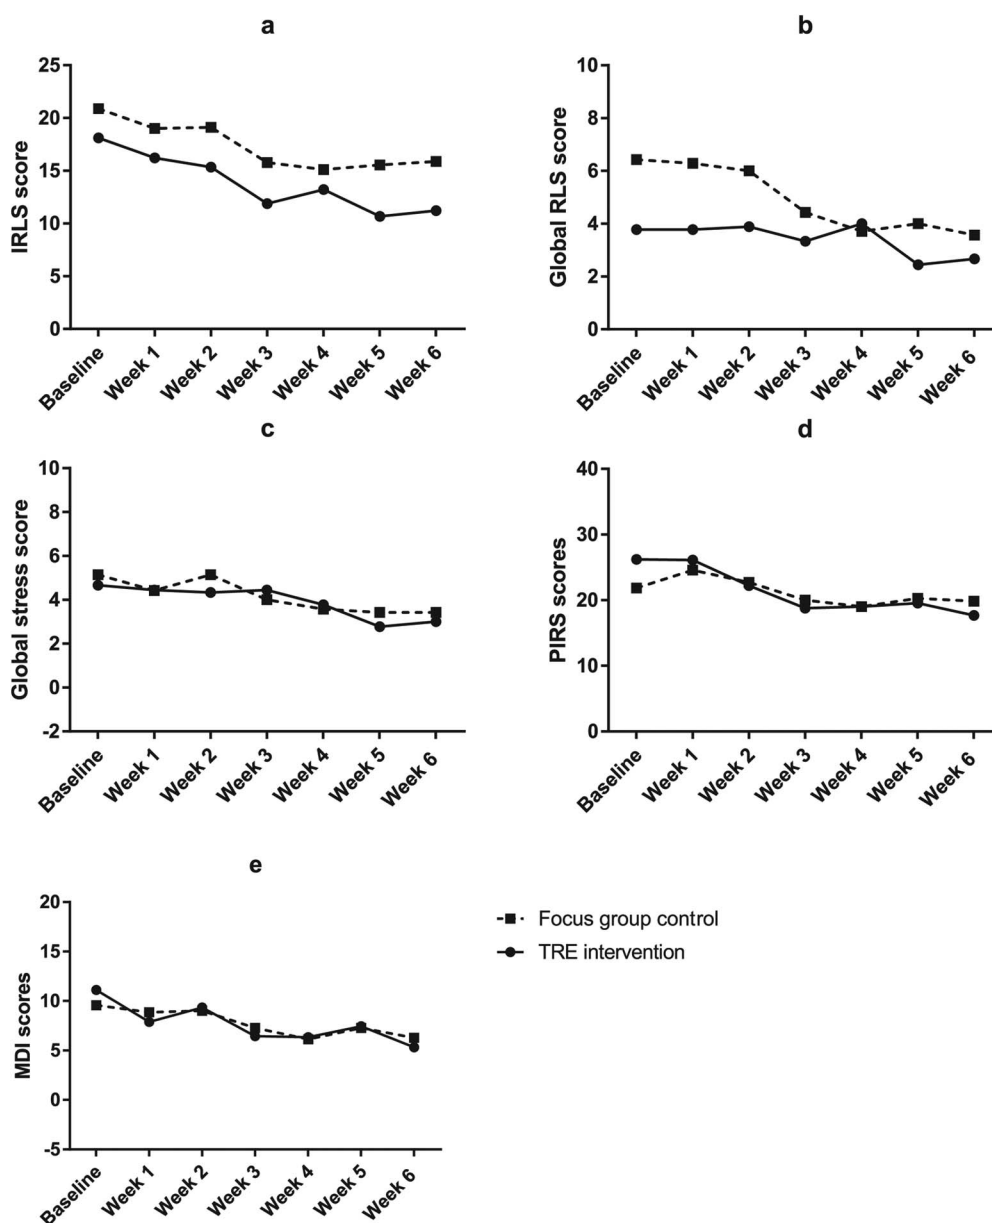 a
IRLS score
25
20
15
10
5
0
Baseline
Week 1
Week 2
Week 3
Week 4
Week 5
Week 6
b
Global RLS score
10
8
6
4
2
0
Baseline
Week 1
Week 2
Week 3
Week 4
Week 5
Week 6
c
Global stress score
10
8
6
4
2
0
-2
Baseline
Week 1
Week 2
Week 3
Week 4
Week 5
Week 6
d
PIRS scores
40
30
20
10
0
Baseline
Week 1
Week 2
Week 3
Week 4
Week 5
Week 6
e
MDI scores
20
15
10
5
0
-5
Baseline
Week 1
Week 2
Week 3
Week 4
Week 5
Week 6
Focus group control
TRE intervention